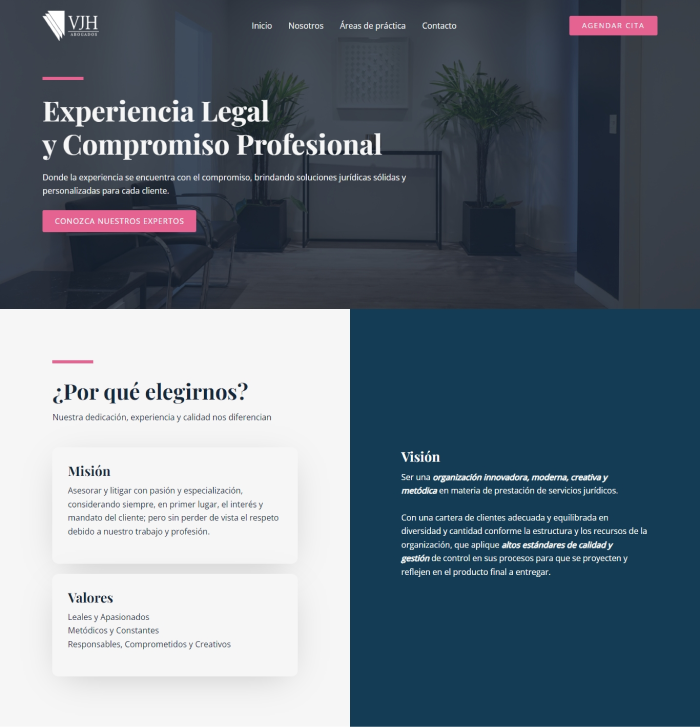 VJH
ABOGADOS
Inicio
Nosotros
Áreas de práctica
Contacto
AGENDAR CITA
Experiencia Legal
y Compromiso Profesional
Donde la experiencia se encuentra con el compromiso, brindando soluciones jurídicas sólidas y
personalizadas para cada cliente.
CONOZCA NUESTROS EXPERTOS
¿Por qué elegirnos?
Nuestra dedicación, experiencia y calidad nos diferencian
Misión
Asesorar y litigar con pasión y especialización,
considerando siempre, en primer lugar, el interés y
mandato del cliente; pero sin perder de vista el respeto
debido a nuestro trabajo y profesión.
Valores
Leales y Apasionados
Metódicos y Constantes
Responsables, Comprometidos y Creativos
Visión
Ser una organización innovadora, moderna, creativa y
metódica en materia de prestación de servicios jurídicos.
Con una cartera de clientes adecuada y equilibrada en
diversidad y cantidad conforme la estructura y los recursos de la
organización, que aplique altos estándares de calidad y
gestión de control en sus procesos para que se proyecten y
reflejen en el producto final a entregar.